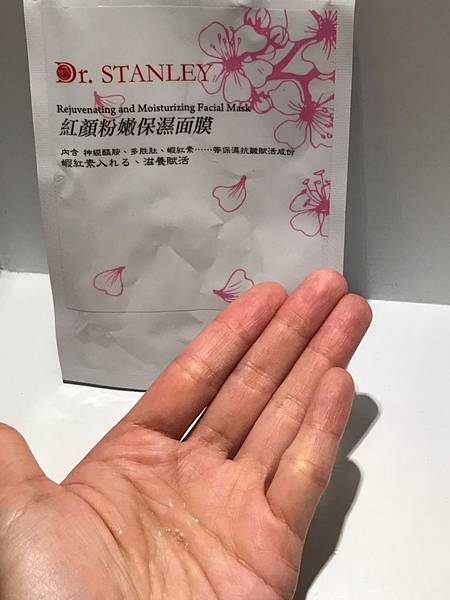 Dr. STANLEY
Rejuvenating and Moisturizing Facial Mask
紅顏粉嫩保濕面膜
內含 神經醯胺、多胜肽、蝦紅素……等保濕抗皺賦活成份
蝦紅素入れる、滋養賦活